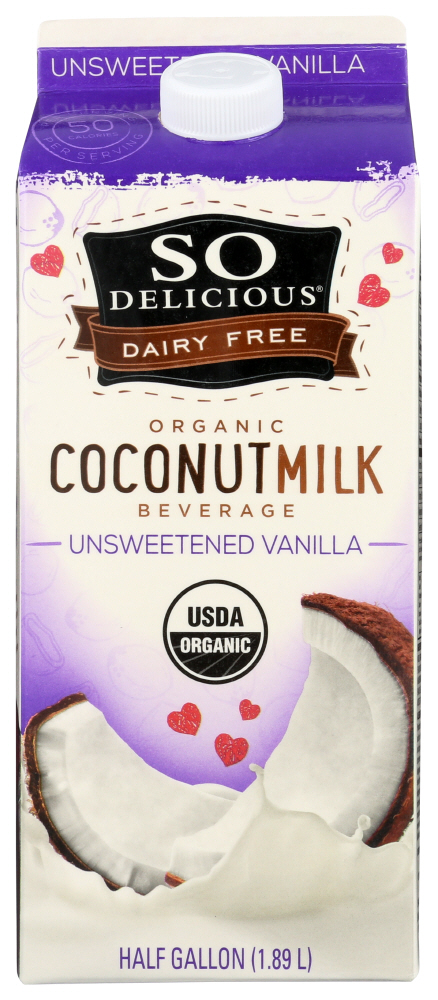 UNSWEETENED VANILLA
50
CALORIES
PER SERVING
SO
DELICIOUS®
DAIRY FREE
ORGANIC
COCONUTMILK
BEVERAGE
UNSWEETENED VANILLA
USDA
ORGANIC
HALF GALLON (1.89 L)